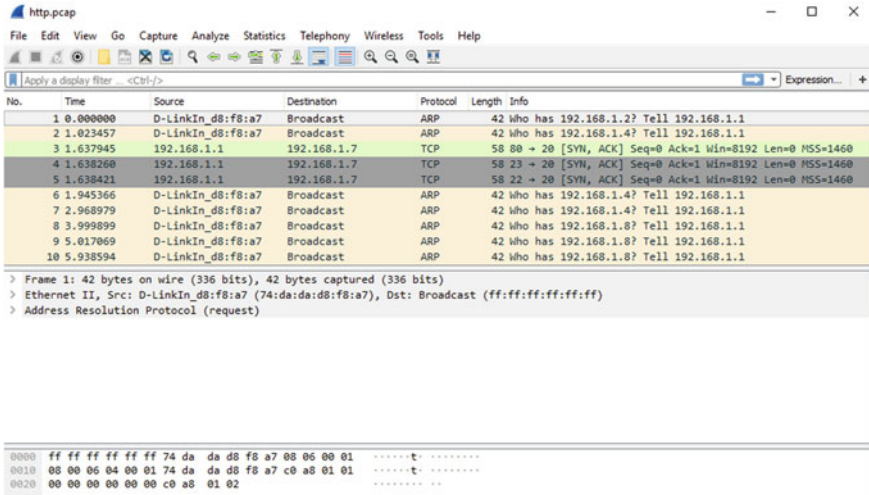 http.pcap
File Edit View Go Capture Analyze Statistics Telephony Wireless Tools Help
Apply a display filter ... <Ctrl-/> Expression... +
No. Time Source Destination Protocol Length Info
1 0.000000 D-LinkIn_d8:f8:a7 Broadcast ARP 42 Who has 192.168.1.2? Tell 192.168.1.1
2 1.023457 D-LinkIn_d8:f8:a7 Broadcast ARP 42 Who has 192.168.1.4? Tell 192.168.1.1
3 1.637945 192.168.1.1 192.168.1.7 TCP 58 80 → 20 [SYN, ACK] Seq=0 Ack=1 Win=8192 Len=0 MSS=1460
4 1.638260 192.168.1.1 192.168.1.7 TCP 58 23 → 20 [SYN, ACK] Seq=0 Ack=1 Win=8192 Len=0 MSS=1460
5 1.638421 192.168.1.1 192.168.1.7 TCP 58 22 → 20 [SYN, ACK] Seq=0 Ack=1 Win=8192 Len=0 MSS=1460
6 1.945366 D-LinkIn_d8:f8:a7 Broadcast ARP 42 Who has 192.168.1.4? Tell 192.168.1.1
7 2.968979 D-LinkIn_d8:f8:a7 Broadcast ARP 42 Who has 192.168.1.4? Tell 192.168.1.1
8 3.999899 D-LinkIn_d8:f8:a7 Broadcast ARP 42 Who has 192.168.1.8? Tell 192.168.1.1
9 5.017069 D-LinkIn_d8:f8:a7 Broadcast ARP 42 Who has 192.168.1.8? Tell 192.168.1.1
10 5.938594 D-LinkIn_d8:f8:a7 Broadcast ARP 42 Who has 192.168.1.8? Tell 192.168.1.1
> Frame 1: 42 bytes on wire (336 bits), 42 bytes captured (336 bits)
> Ethernet II, Src: D-LinkIn_d8:f8:a7 (74:da:da:d8:f8:a7), Dst: Broadcast (ff:ff:ff:ff:ff:ff)
> Address Resolution Protocol (request)
0000 ff ff ff ff ff ff 74 da da d8 f8 a7 08 06 00 01 ······t· ········
0010 08 00 06 04 00 01 74 da da d8 f8 a7 c0 a8 01 01 ······t· ········
0020 00 00 00 00 00 00 c0 a8 01 02 ········ ··